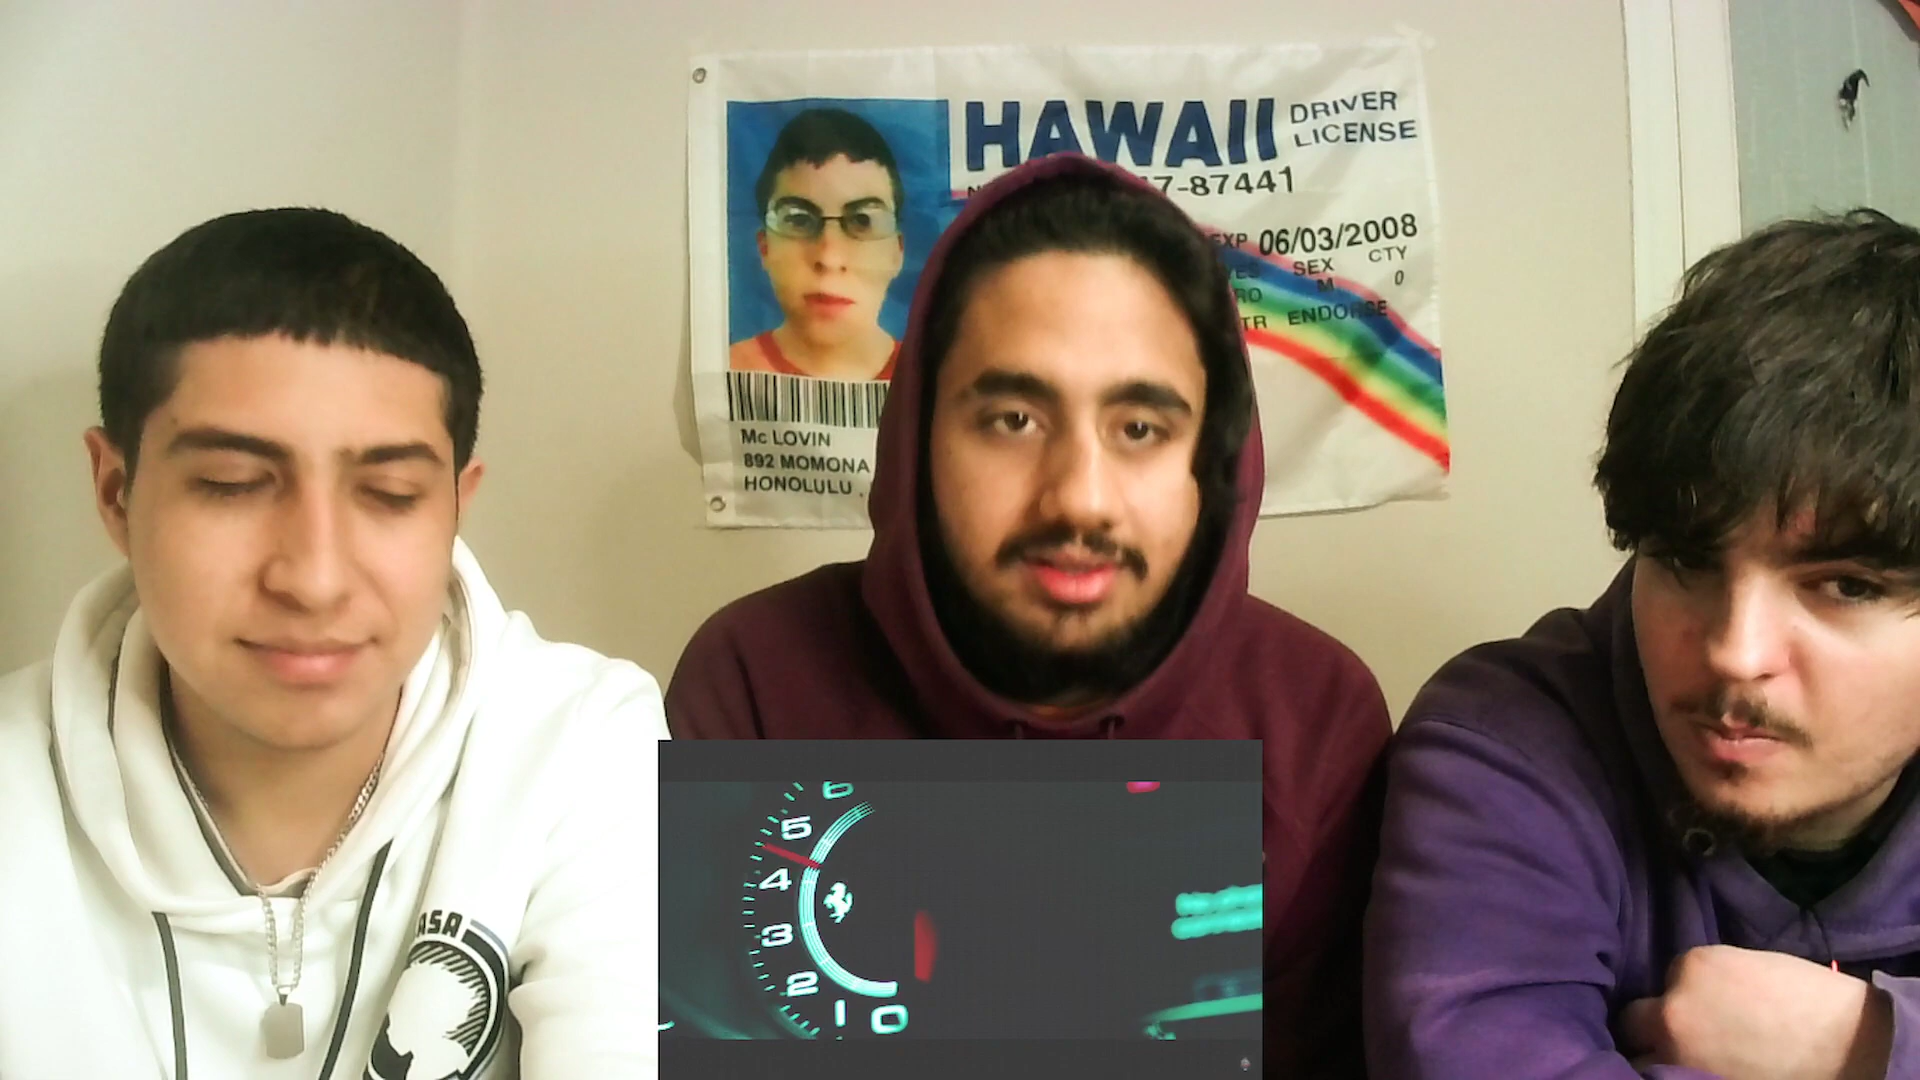 HAWAII
DRIVER
LICENSE
7-87441
EXP 06/03/2008
SEX
CTY
M
0
ENDORSE
Mc LOVIN
892 MOMONA
HONOLULU
6
5
4
3
2
1 0